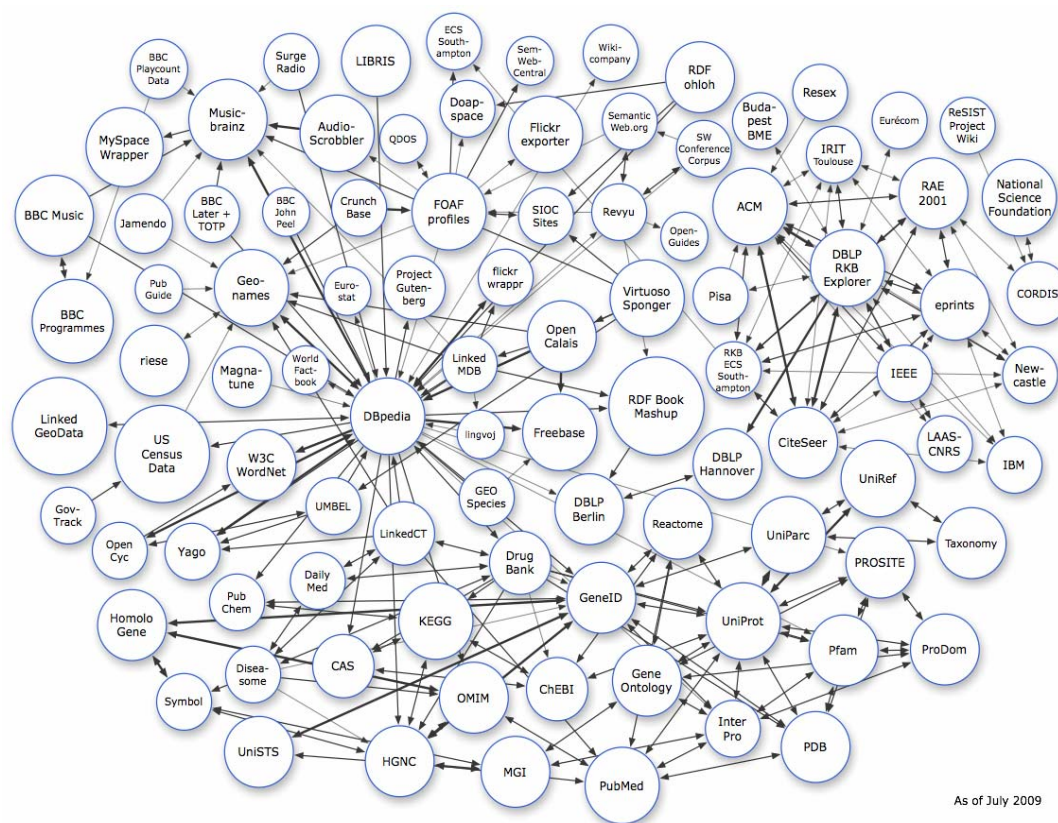 BBC
Playcount
Data
Surge
Radio
LIBRIS
ECS
South-
ampton
Sem-
Web-
Central
Wiki-
company
RDF
ohloh
Resex
Music-
brainz
Audio-
Scrobbler
Doap-
space
Flickr
exporter
Semantic
Web.org
Buda-
pest
BME
Eurécom
ReSIST
Project
Wiki
MySpace
Wrapper
QDOS
SW
Conference
Corpus
IRIT
Toulouse
RAE
2001
National
Science
Foundation
BBC Music
Jamendo
BBC
Later +
TOTP
BBC
John
Peel
Crunch
Base
FOAF
profiles
SIOC
Sites
Revyu
Open-
Guides
ACM
DBLP
RKB
Explorer
Pub
Guide
Geo-
names
Euro-
stat
Project
Guten-
berg
flickr
wrappr
Virtuoso
Sponger
Pisa
eprints
CORDIS
BBC
Programmes
riese
World
Fact-
book
Linked
MDB
Open
Calais
RKB
ECS
South-
ampton
IEEE
New-
castle
Magna-
tune
DBpedia
RDF Book
Mashup
Linked
GeoData
US
Census
Data
W3C
WordNet
lingvoj
Freebase
DBLP
Hannover
CiteSeer
LAAS-
CNRS
IBM
Gov-
Track
UMBEL
GEO
Species
DBLP
Berlin
UniRef
Open
Cyc
Yago
LinkedCT
Reactome
UniParc
Taxonomy
Daily
Med
Drug
Bank
PROSITE
Homolo
Gene
Pub
Chem
KEGG
GeneID
UniProt
Pfam
ProDom
Disea-
some
CAS
ChEBI
Gene
Ontology
Symbol
OMIM
Inter
Pro
PDB
UniSTS
HGNC
MGI
PubMed
As of July 2009